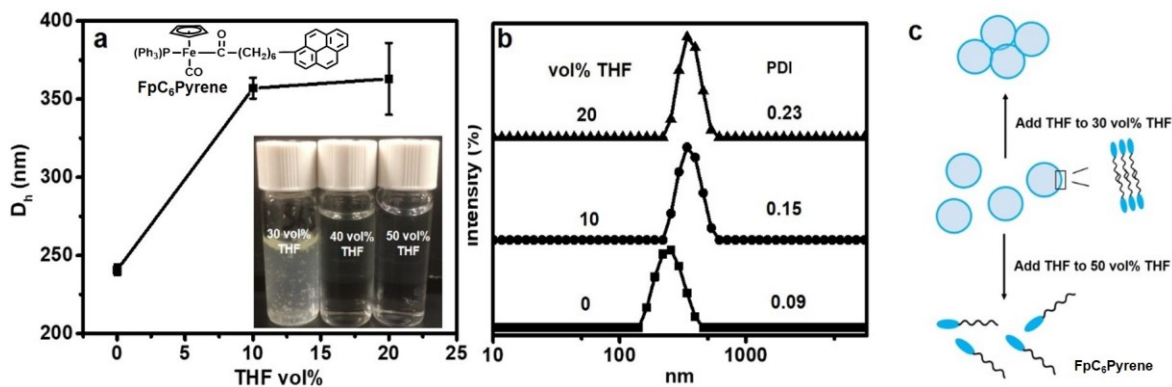 a
O
(Ph₃)P—Fe—C—(CH₂)₆
CO
FpC₆Pyrene
400
350
300
250
200
Dₕ (nm)
0 5 10 15 20 25
THF vol%
30 vol%
THF
40 vol%
THF
50 vol%
THF
b
vol% THF PDI
20 0.23
10 0.15
0 0.09
Intensity (%)
10 100 1000
nm
c
Add THF to 30 vol% THF
Add THF to 50 vol% THF
FpC₆Pyrene